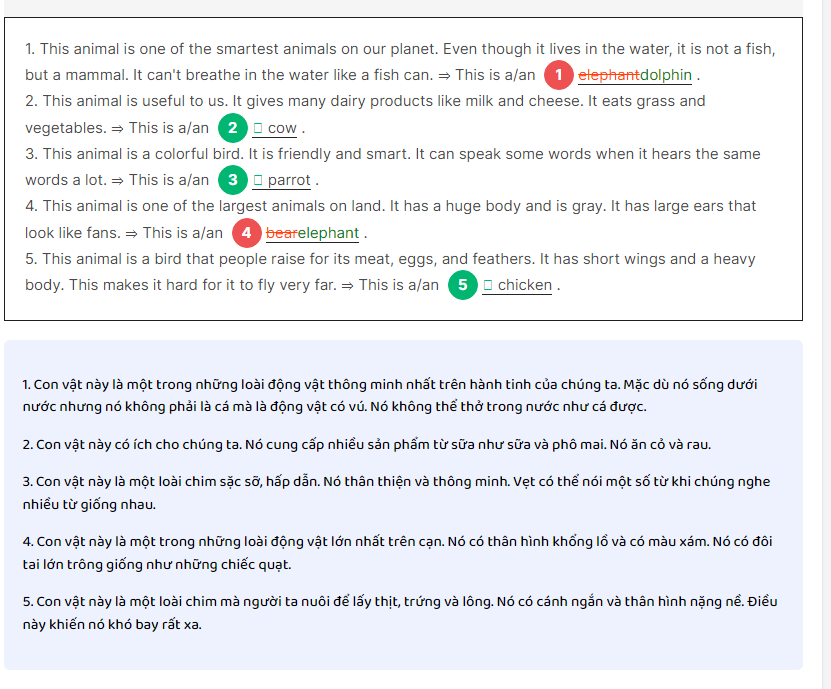 1. This animal is one of the smartest animals on our planet. Even though it lives in the water, it is not a fish,
but a mammal. It can't breathe in the water like a fish can. ⇒ This is a/an 1 elephantdolphin .
2. This animal is useful to us. It gives many dairy products like milk and cheese. It eats grass and
vegetables. ⇒ This is a/an 2 cow .
3. This animal is a colorful bird. It is friendly and smart. It can speak some words when it hears the same
words a lot. ⇒ This is a/an 3 parrot .
4. This animal is one of the largest animals on land. It has a huge body and is gray. It has large ears that
look like fans. ⇒ This is a/an 4 bearelephant .
5. This animal is a bird that people raise for its meat, eggs, and feathers. It has short wings and a heavy
body. This makes it hard for it to fly very far. ⇒ This is a/an 5 chicken .
1. Con vật này là một trong những loài động vật thông minh nhất trên hành tinh của chúng ta. Mặc dù nó sống dưới
nước nhưng nó không phải là cá mà là động vật có vú. Nó không thể thở trong nước như cá được.
2. Con vật này có ích cho chúng ta. Nó cung cấp nhiều sản phẩm từ sữa như sữa và phô mai. Nó ăn cỏ và rau.
3. Con vật này là một loài chim sặc sỡ, hấp dẫn. Nó thân thiện và thông minh. Vẹt có thể nói một số từ khi chúng nghe
nhiều từ giống nhau.
4. Con vật này là một trong những loài động vật lớn nhất trên cạn. Nó có thân hình khổng lồ và có màu xám. Nó có đôi
tai lớn trông giống như những chiếc quạt.
5. Con vật này là một loài chim mà người ta nuôi để lấy thịt, trứng và lông. Nó có cánh ngắn và thân hình nặng nề. Điều
này khiến nó khó bay rất xa.